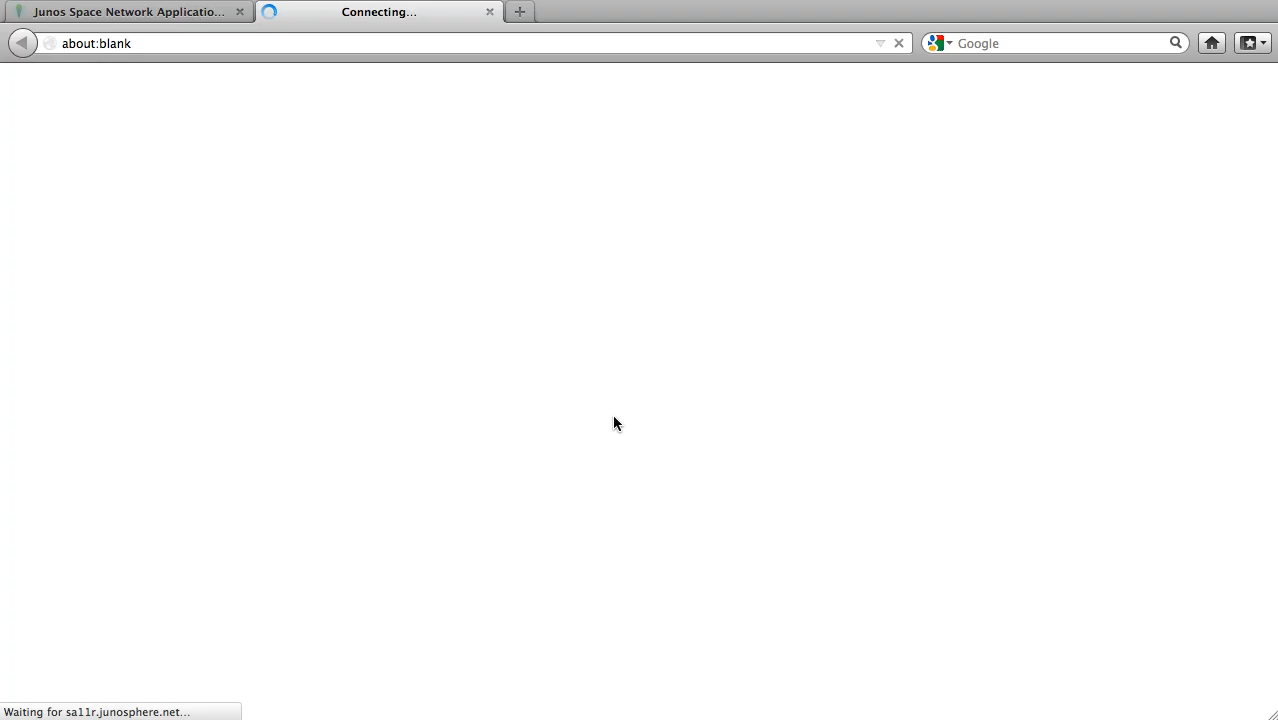 Junos Space Network Applicatio...
Connecting...
about:blank
Google
Waiting for sa11r.junosphere.net...